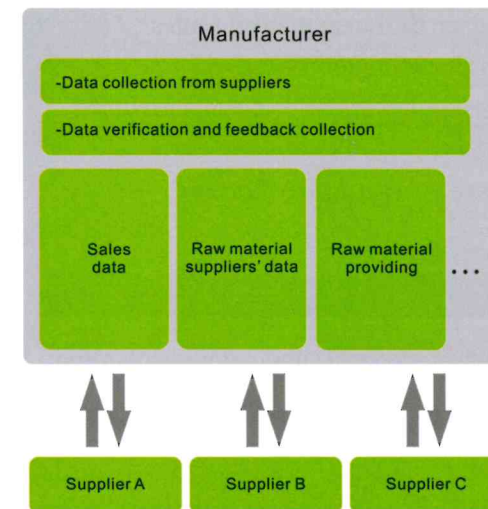 Manufacturer
-Data collection from suppliers
-Data verification and feedback collection
Sales
data
Raw material
suppliers' data
Raw material
providing
...
Supplier A
Supplier B
Supplier C